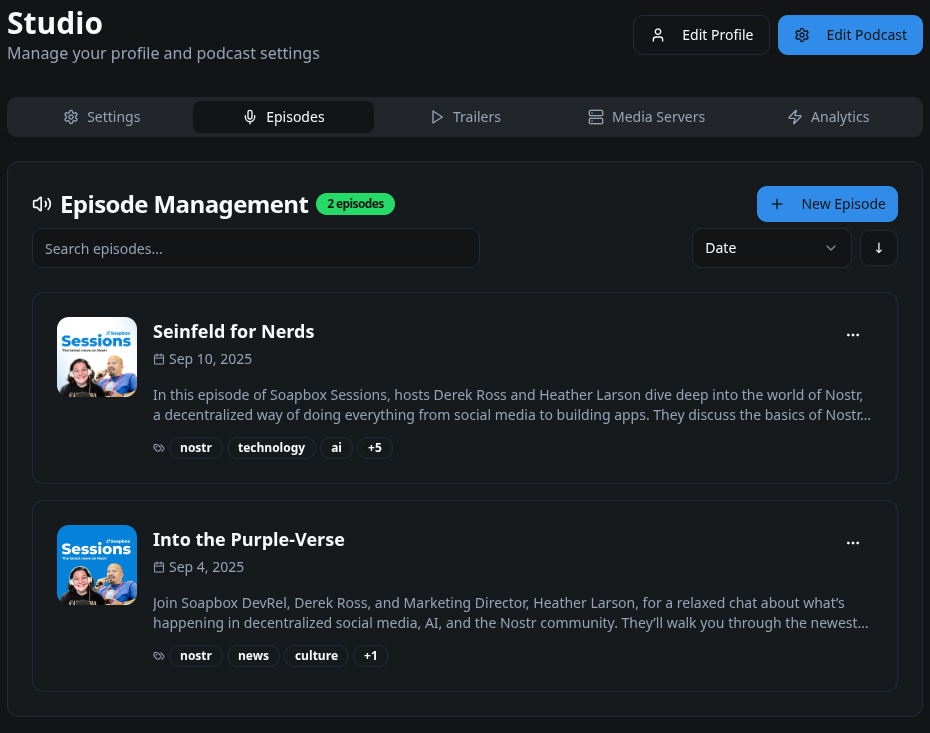 Studio
Manage your profile and podcast settings
Edit Profile
Edit Podcast
Settings
Episodes
Trailers
Media Servers
Analytics
Episode Management
2 episodes
New Episode
Search episodes...
Date
Soapbox
Sessions
The latest news on Nostr
Seinfeld for Nerds
Sep 10, 2025
In this episode of Soapbox Sessions, hosts Derek Ross and Heather Larson dive deep into the world of Nostr,
a decentralized way of doing everything from social media to building apps. They discuss the basics of Nostr...
nostr
technology
ai
+5
Soapbox
Sessions
The latest news on Nostr
Into the Purple-Verse
Sep 4, 2025
Join Soapbox DevRel, Derek Ross, and Marketing Director, Heather Larson, for a relaxed chat about what’s
happening in decentralized social media, AI, and the Nostr community. They’ll walk you through the newest...
nostr
news
culture
+1